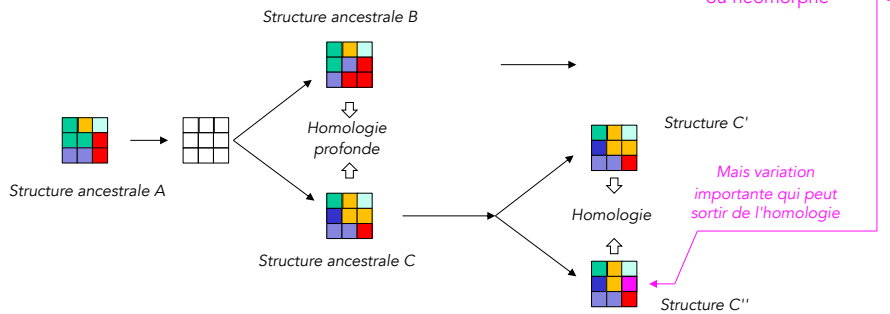 ou néomorphe
Structure ancestrale B
Homologie
profonde
Structure ancestrale A
Structure ancestrale C
Structure C'
Mais variation
importante qui peut
sortir de l'homologie
Homologie
Structure C''